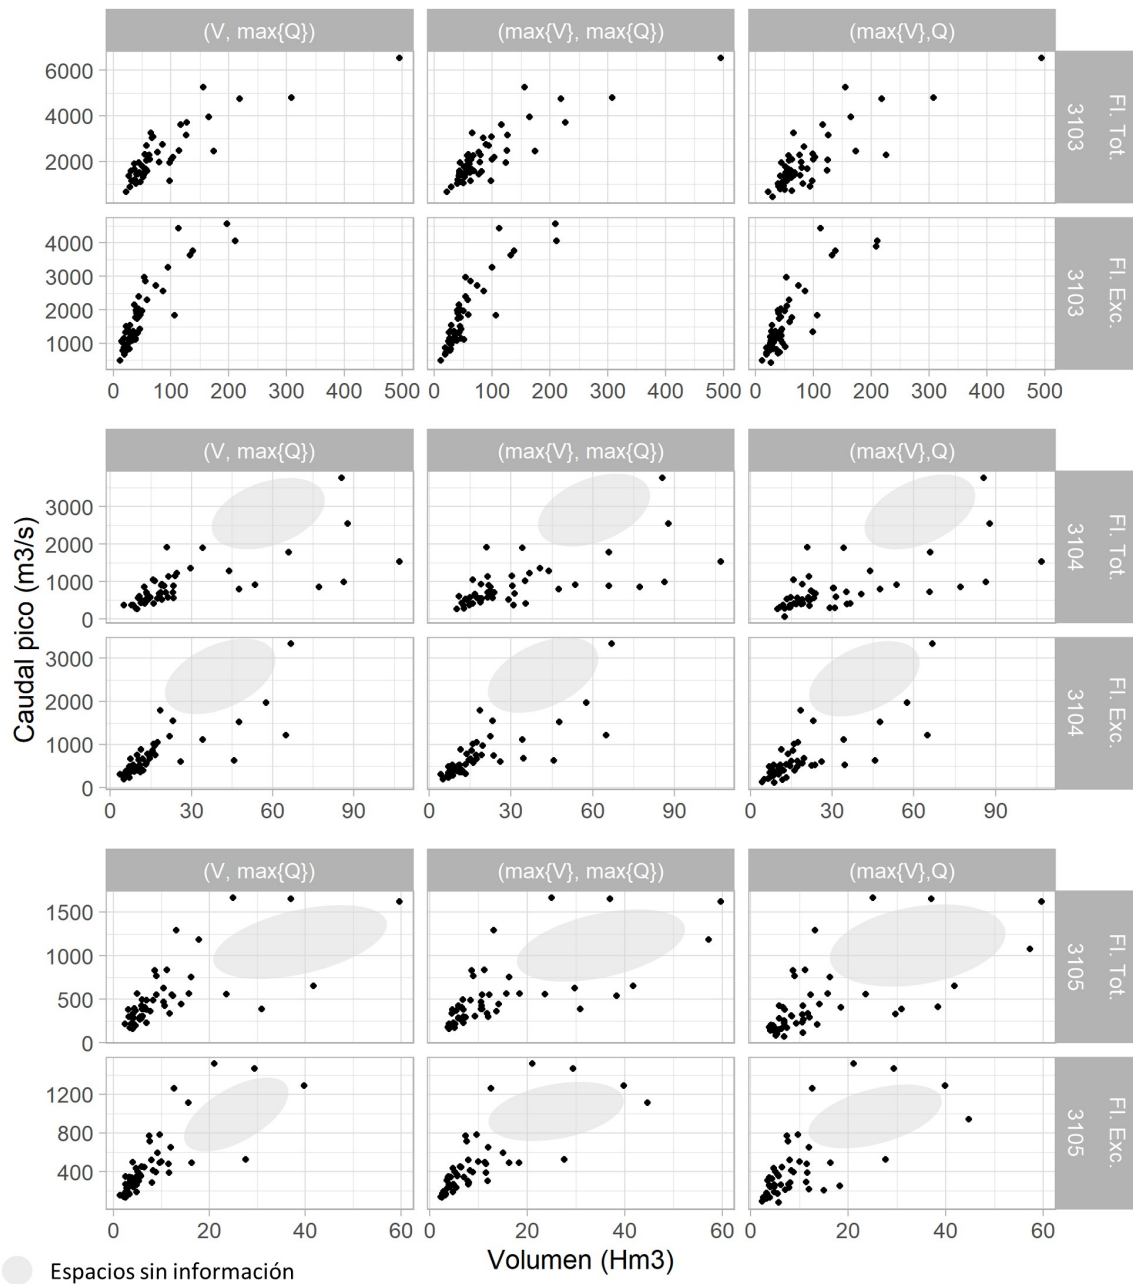 (V, max{Q}) (max{V}, max{Q}) (max{V},Q)
6000
4000
2000
Fl. Tot.
3103
4000
3000
2000
1000
Fl. Exc.
3103
0 100 200 300 400 500 0 100 200 300 400 500 0 100 200 300 400 500
(V, max{Q}) (max{V}, max{Q}) (max{V},Q)
3000
2000
1000
0
Fl. Tot.
3104
Caudal pico (m3/s)
3000
2000
1000
0
Fl. Exc.
3104
0 30 60 90 0 30 60 90 0 30 60 90
(V, max{Q}) (max{V}, max{Q}) (max{V},Q)
1500
1000
500
0
Fl. Tot.
3105
1200
800
400
Fl. Exc.
3105
0 20 40 60 0 20 40 60 0 20 40 60
Volumen (Hm3)
Espacios sin información